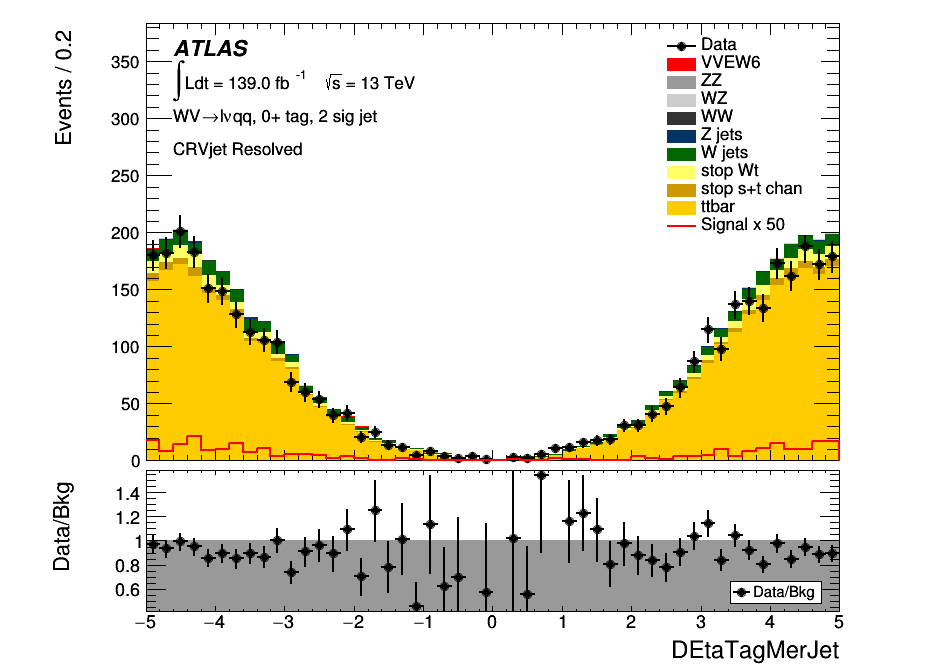 Events / 0.2
350
300
250
200
150
100
50
0
ATLAS
∫Ldt = 139.0 fb⁻¹ √s = 13 TeV
WV→lνqq, 0+ tag, 2 sig jet
CRVjet Resolved
Data
VVEW6
ZZ
WZ
WW
Z jets
W jets
stop Wt
stop s+t chan
ttbar
Signal x 50
Data/Bkg
1.4
1.2
1
0.8
0.6
Data/Bkg
−5 −4 −3 −2 −1 0 1 2 3 4 5
DEtaTagMerJet